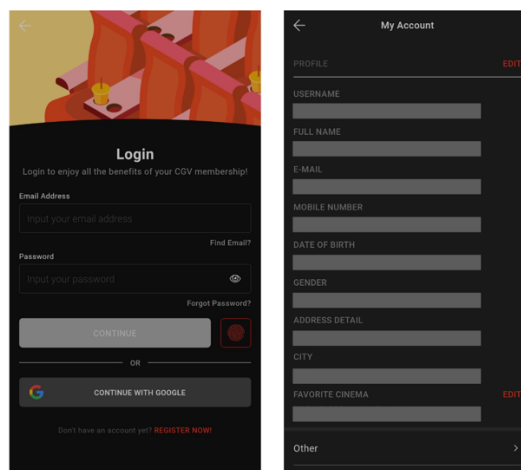 Login
Login to enjoy all the benefits of your CGV membership!
Email Address
Input your email address
Find Email?
Password
Input your password
Forgot Password?
CONTINUE
OR
CONTINUE WITH GOOGLE
Don't have an account yet? REGISTER NOW!
My Account
PROFILE EDIT
USERNAME
FULL NAME
E-MAIL
MOBILE NUMBER
DATE OF BIRTH
GENDER
ADDRESS DETAIL
CITY
FAVORITE CINEMA EDIT
Other